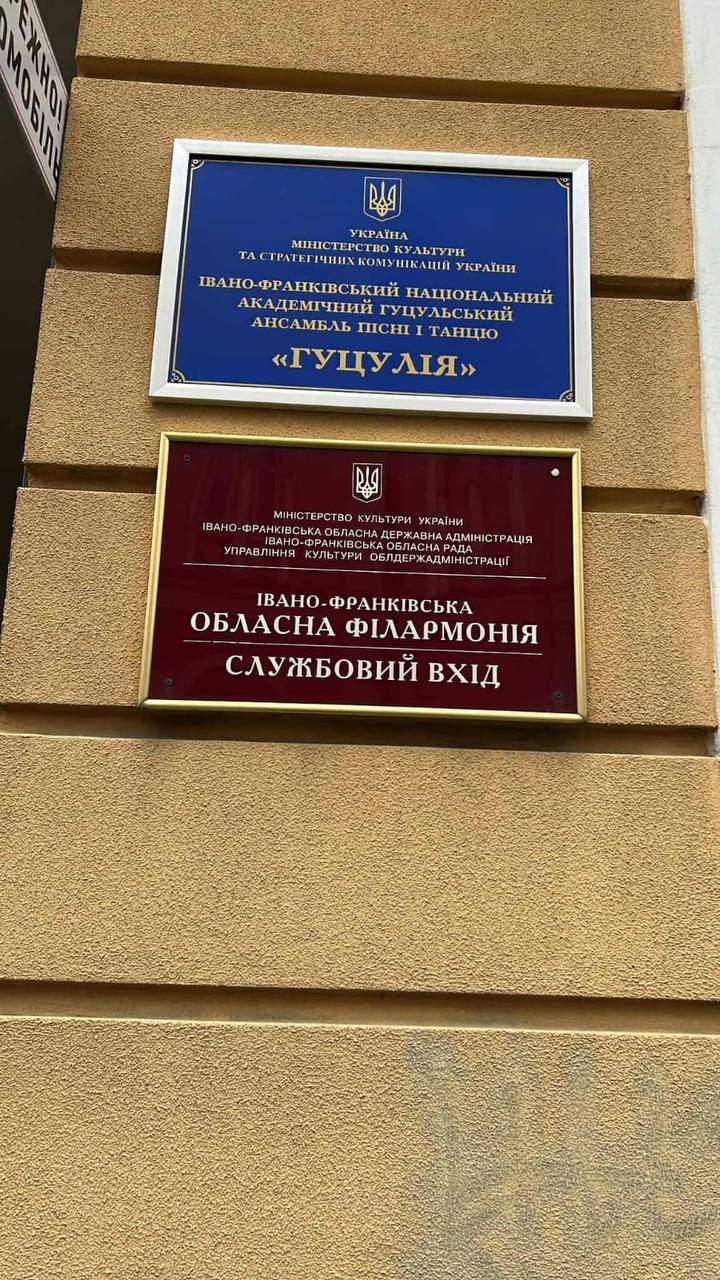 УКРАЇНА
МІНІСТЕРСТВО КУЛЬТУРИ
ТА СТРАТЕГІЧНИХ КОМУНІКАЦІЙ УКРАЇНИ
ІВАНО-ФРАНКІВСЬКИЙ НАЦІОНАЛЬНИЙ
АКАДЕМІЧНИЙ ГУЦУЛЬСЬКИЙ
АНСАМБЛЬ ПІСНІ І ТАНЦЮ
«ГУЦУЛІЯ»
МІНІСТЕРСТВО КУЛЬТУРИ УКРАЇНИ
ІВАНО-ФРАНКІВСЬКА ОБЛАСНА ДЕРЖАВНА АДМІНІСТРАЦІЯ
ІВАНО-ФРАНКІВСЬКА ОБЛАСНА РАДА
УПРАВЛІННЯ КУЛЬТУРИ ОБЛДЕРЖАДМІНІСТРАЦІЇ
ІВАНО-ФРАНКІВСЬКА
ОБЛАСНА ФІЛАРМОНІЯ
СЛУЖБОВИЙ ВХІД